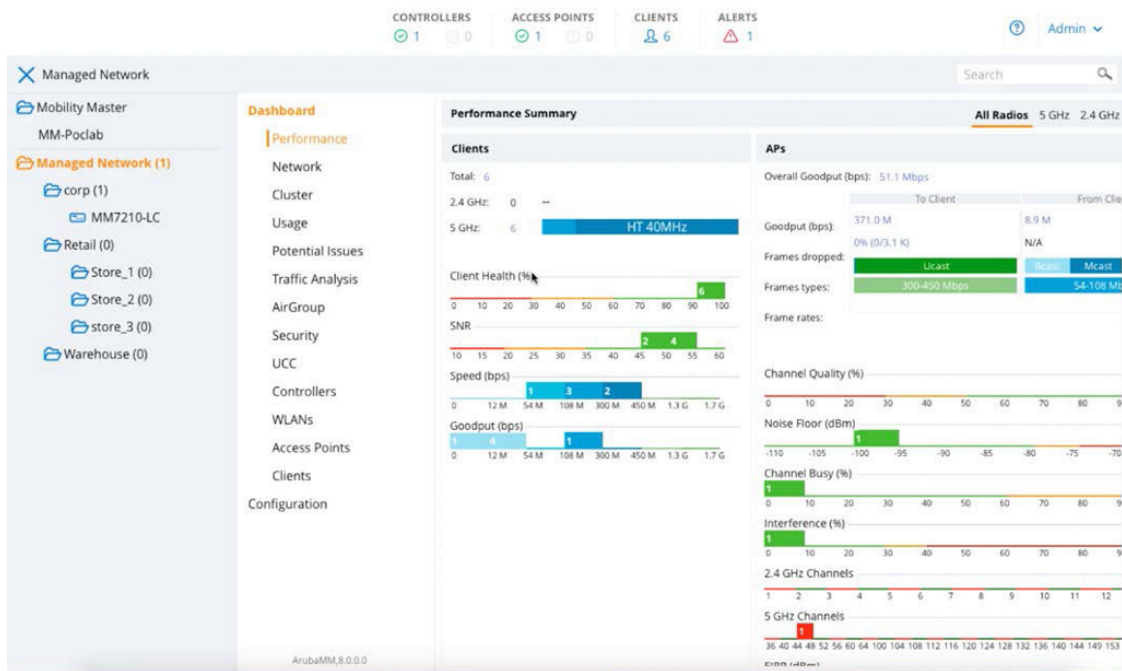 CONTROLLERS ACCESS POINTS CLIENTS ALERTS
1 0 1 0 6 1 Admin
Managed Network Search
Mobility Master
MM-Poclab
Managed Network (1)
corp (1)
MM7210-LC
Retail (0)
Store_1 (0)
Store_2 (0)
store_3 (0)
Warehouse (0)
Dashboard
Performance
Network
Cluster
Usage
Potential Issues
Traffic Analysis
AirGroup
Security
UCC
Controllers
WLANs
Access Points
Clients
Configuration
ArubaMM,8.0.0.0
Performance Summary All Radios 5 GHz 2.4 GHz
Clients
Total: 6
2.4 GHz: 0 --
5 GHz: 6 HT 40MHz
Client Health (%)
6
0 10 20 30 40 50 60 70 80 90 100
SNR
2 4
10 15 20 25 30 35 40 45 50 55 60
Speed (bps)
1 3 2
0 12 M 54 M 108 M 300 M 450 M 1.3 G 1.7 G
Goodput (bps)
1 4 1
0 12 M 54 M 108 M 300 M 450 M 1.3 G 1.7 G
APs
Overall Goodput (bps): 51.1 Mbps
To Client From Clie
Goodput (bps): 371.0 M 8.9 M
Frames dropped: 0% (0/3.1 K) N/A
Frames types: Ucast Bcast Mcast
Frame rates: 300-450 Mbps 54-108 Mb
Channel Quality (%)
0 10 20 30 40 50 60 70 80 9
Noise Floor (dBm)
1
-110 -105 -100 -95 -90 -85 -80 -75 -70
Channel Busy (%)
1
0 10 20 30 40 50 60 70 80 9
Interference (%)
1
0 10 20 30 40 50 60 70 80 9
2.4 GHz Channels
1 2 3 4 5 6 7 8 9 10 11 12
5 GHz Channels
1
36 40 44 48 52 56 60 64 100 104 108 112 116 120 124 128 132 136 140 144 149 153
EIRP (dBm)